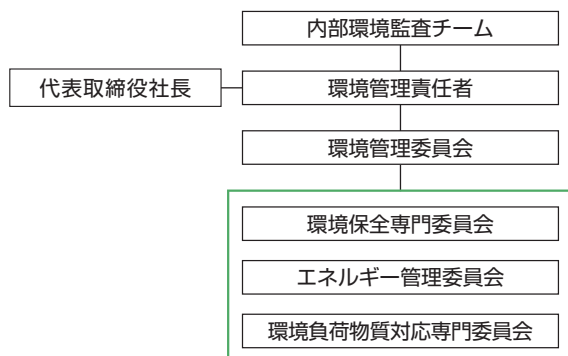 内部環境監査チーム
代表取締役社長
環境管理責任者
環境管理委員会
環境保全専門委員会
エネルギー管理委員会
環境負荷物質対応専門委員会